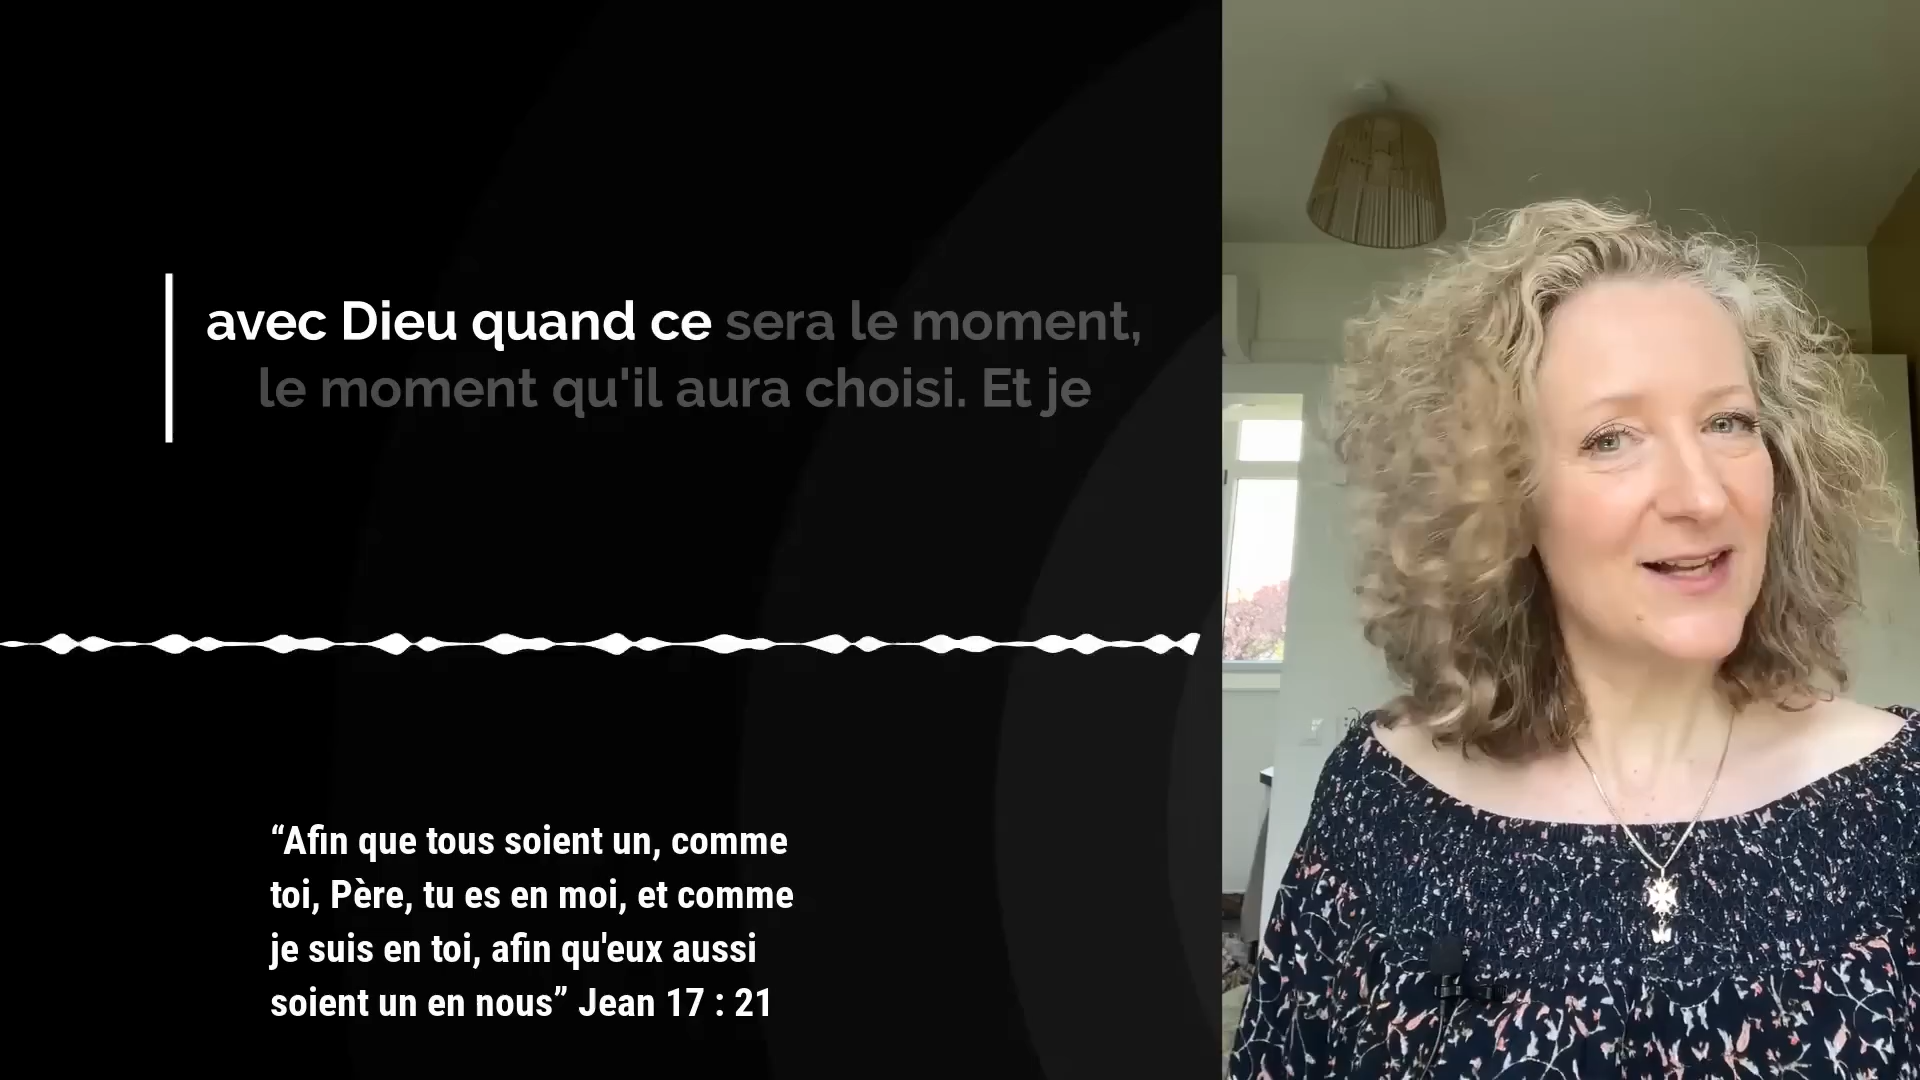 avec Dieu quand ce sera le moment,
le moment qu'il aura choisi. Et je
“Afin que tous soient un, comme
toi, Père, tu es en moi, et comme
je suis en toi, afin qu'eux aussi
soient un en nous” Jean 17 : 21